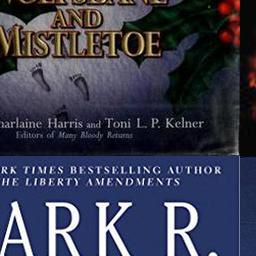 AND
MISTLETOE
harlaine Harris and Toni L. P. Kelner
Editors of Many Bloody Returns
RK TIMES BESTSELLING AUTHOR
HE LIBERTY AMENDMENTS
ARK R.